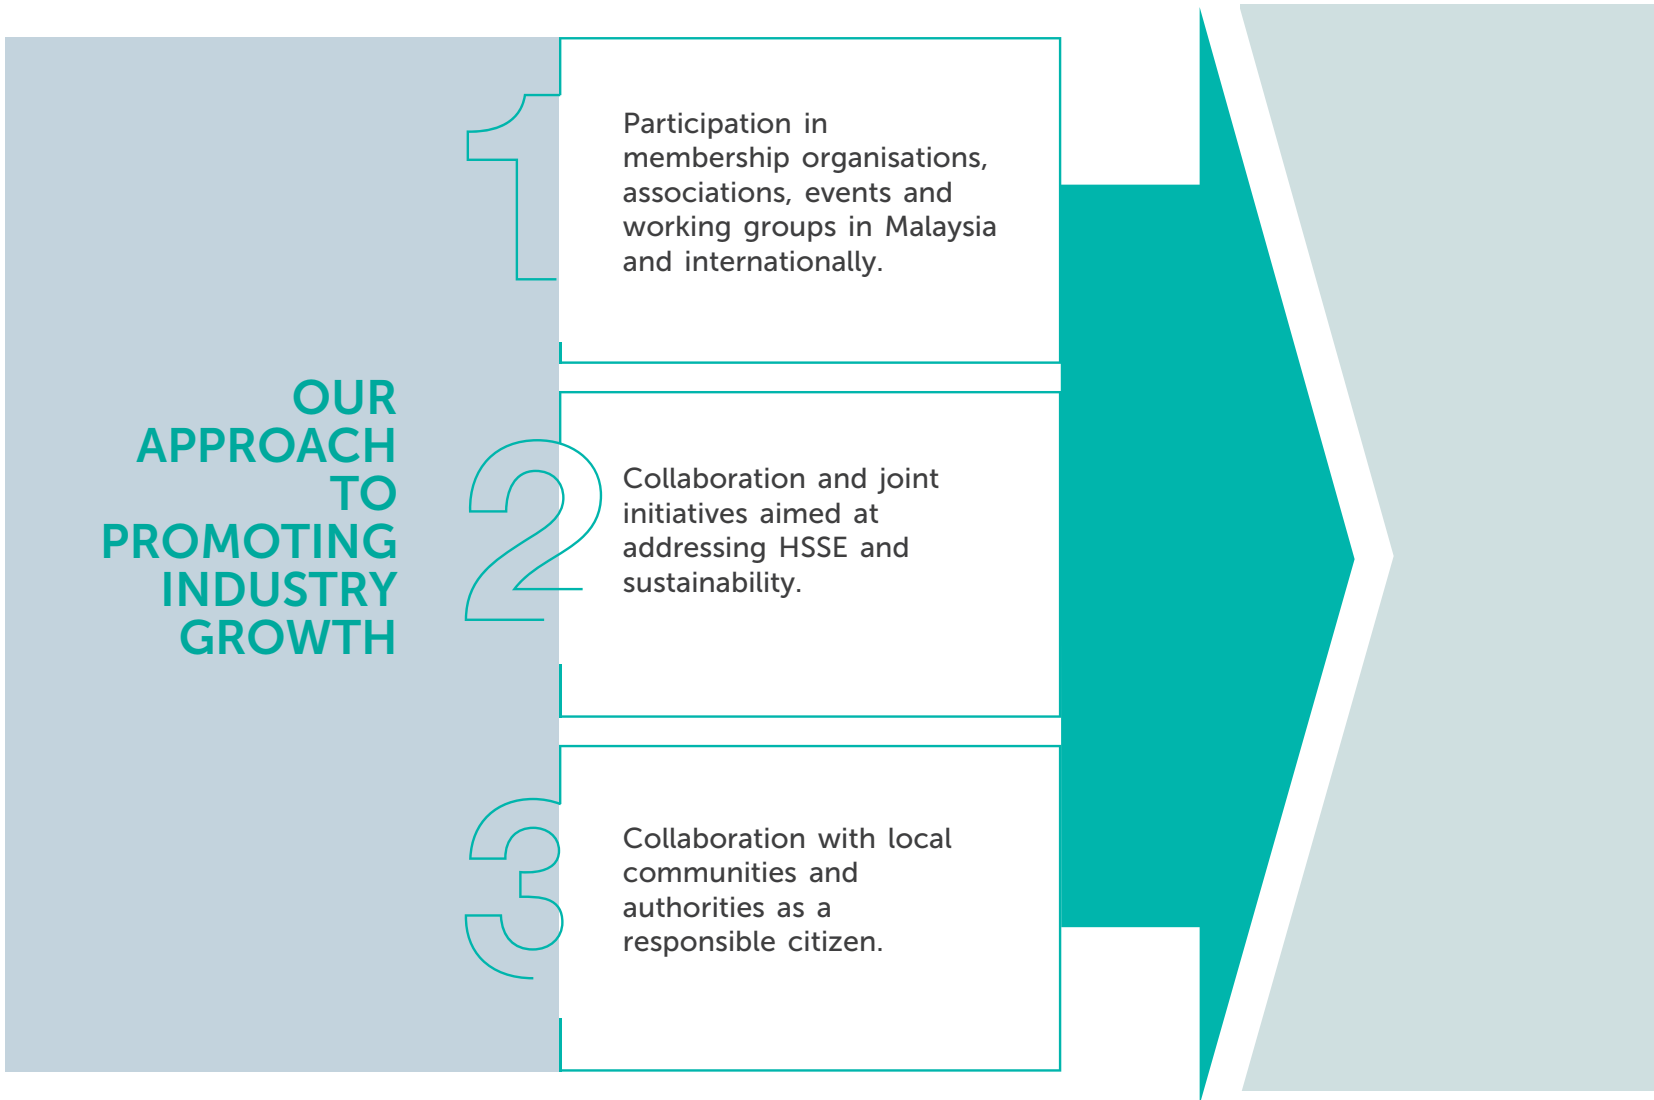 OUR
APPROACH
TO
PROMOTING
INDUSTRY
GROWTH
1
Participation in
membership organisations,
associations, events and
working groups in Malaysia
and internationally.
2
Collaboration and joint
initiatives aimed at
addressing HSSE and
sustainability.
3
Collaboration with local
communities and
authorities as a
responsible citizen.